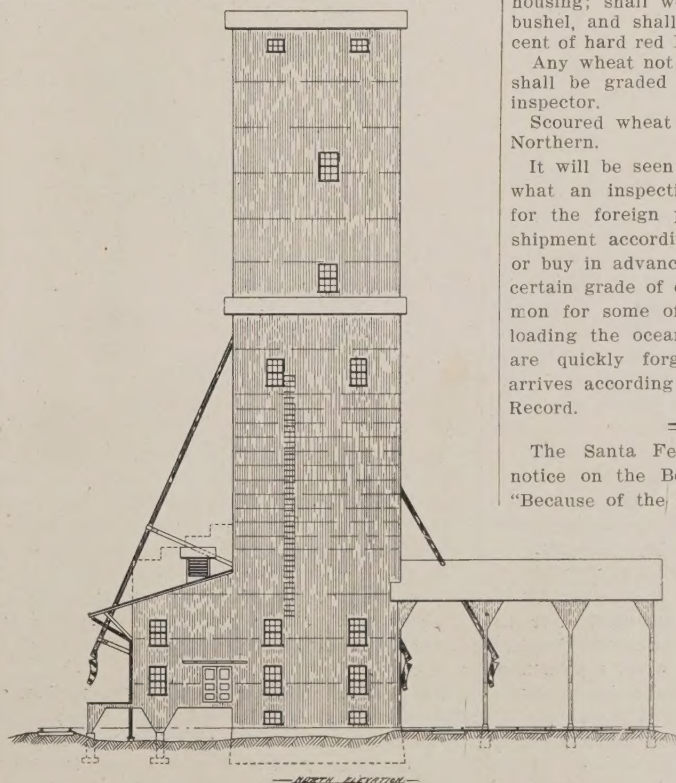 housing; shall w
bushel, and shall
cent of hard red
Any wheat not
shall be graded
inspector.
Scoured wheat
Northern.
It will be seen
what an inspecti
for the foreign
shipment accordi
or buy in advanc
certain grade of
mon for some of
loading the ocean
are quickly forg
arrives according
Record.
The Santa Fe
notice on the B
“Because of the
NORTH ELEVATION